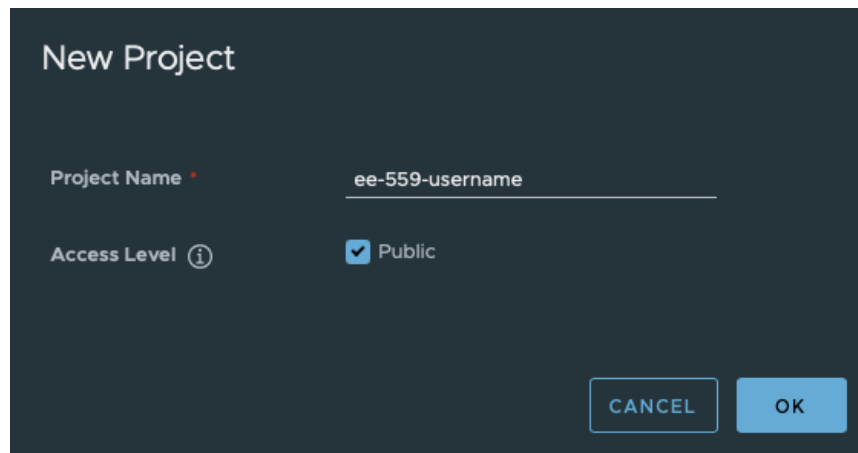 New Project
Project Name *
ee-559-username
Access Level
Public
CANCEL
OK